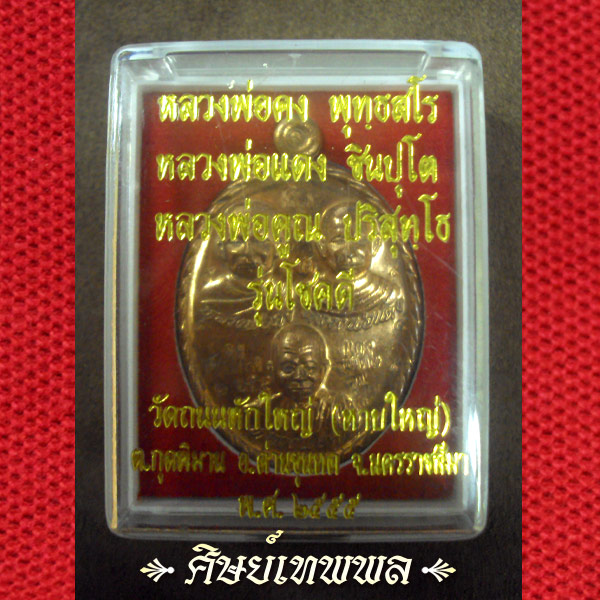 หลวงพ่อคง พุทฺธสโร
หลวงพ่อแดง ชินปุโต
หลวงพ่อคูณ ปริสุทฺโธ
รุ่นโชคดี
วัดถนนหักใหญ่ (หายใหญ่)
ต.กุดพิมาน อ.ด่านขุนทด จ.นครราชสีมา
พ.ศ. ๒๕๕๕
ศิษย์เทพพล